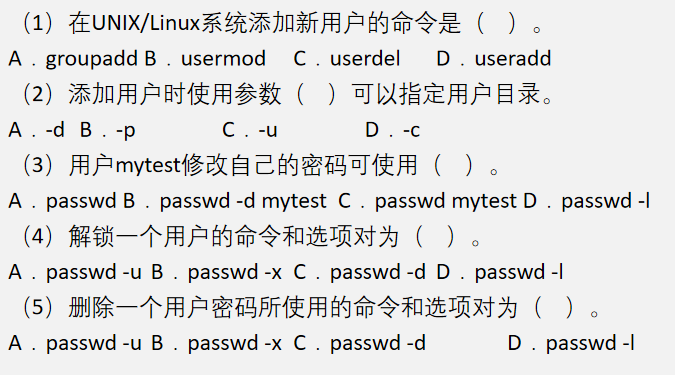 （1）在UNIX/Linux系统添加新用户的命令是（ ）。
A．groupadd B．usermod C．userdel D．useradd
（2）添加用户时使用参数（ ）可以指定用户目录。
A．-d B．-p C．-u D．-c
（3）用户mytest修改自己的密码可使用（ ）。
A．passwd B．passwd -d mytest C．passwd mytest D．passwd -l
（4）解锁一个用户的命令和选项对为（ ）。
A．passwd -u B．passwd -x C．passwd -d D．passwd -l
（5）删除一个用户密码所使用的命令和选项对为（ ）。
A．passwd -u B．passwd -x C．passwd -d D．passwd -l